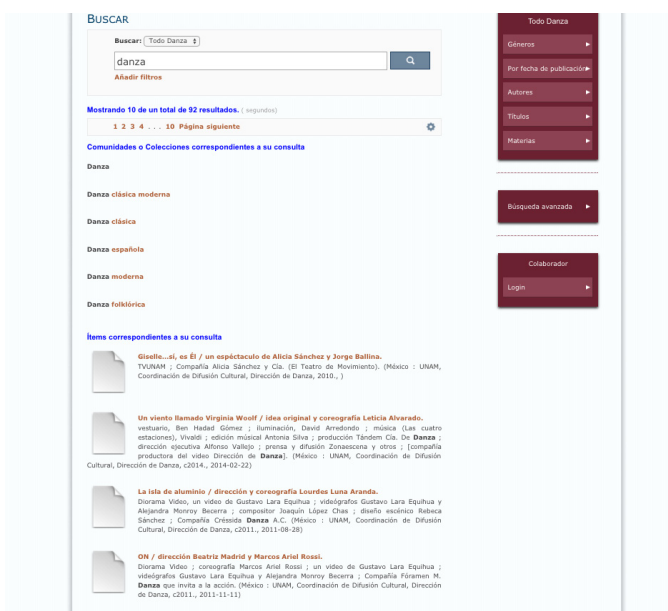 BUSCAR
Buscar: Todo Danza
danza
Añadir filtros
Mostrando 10 de un total de 92 resultados. ( segundos)
1 2 3 4 . . . 10 Página siguiente
Comunidades o Colecciones correspondientes a su consulta
Danza
Danza clásica moderna
Danza clásica
Danza española
Danza moderna
Danza folklórica
Ítems correspondientes a su consulta
Giselle...sí, es Él / un espéctaculo de Alicia Sánchez y Jorge Ballina.
TVUNAM ; Compañía Alicia Sánchez y Cía. (El Teatro de Movimiento). (México : UNAM,
Coordinación de Difusión Cultural, Dirección de Danza, 2010., )
Un viento llamado Virginia Woolf / idea original y coreografía Leticia Alvarado.
vestuario, Ben Hadad Gómez ; iluminación, David Arredondo ; música (Las cuatro
estaciones), Vivaldi ; edición músical Antonia Silva ; producción Tándem Cía. De Danza ;
dirección ejecutiva Alfonso Vallejo ; prensa y difusión Zonaescena y otros ; [compañía
productora del video Dirección de Danza]. (México : UNAM, Coordinación de Difusión
Cultural, Dirección de Danza, c2014., 2014-02-22)
La isla de aluminio / dirección y coreografía Lourdes Luna Aranda.
Diorama Video, un video de Gustavo Lara Equihua ; videógrafos Gustavo Lara Equihua y
Alejandra Monroy Becerra ; compositor Joaquín López Chas ; diseño escénico Rebeca
Sánchez ; Compañía Créssida Danza A.C. (México : UNAM, Coordinación de Difusión
Cultural, Dirección de Danza, c2011., 2011-08-28)
ON / dirección Beatriz Madrid y Marcos Ariel Rossi.
Diorama Video ; coreografía Marcos Ariel Rossi ; un video de Gustavo Lara Equihua ;
videógrafos Gustavo Lara Equihua y Alejandra Monroy Becerra ; Compañía Fóramen M.
Danza que invita a la acción. (México : UNAM, Coordinación de Difusión Cultural, Dirección
de Danza, c2011., 2011-11-11)
Todo Danza
Géneros
Por fecha de publicación
Autores
Títulos
Materias
Búsqueda avanzada
Colaborador
Login